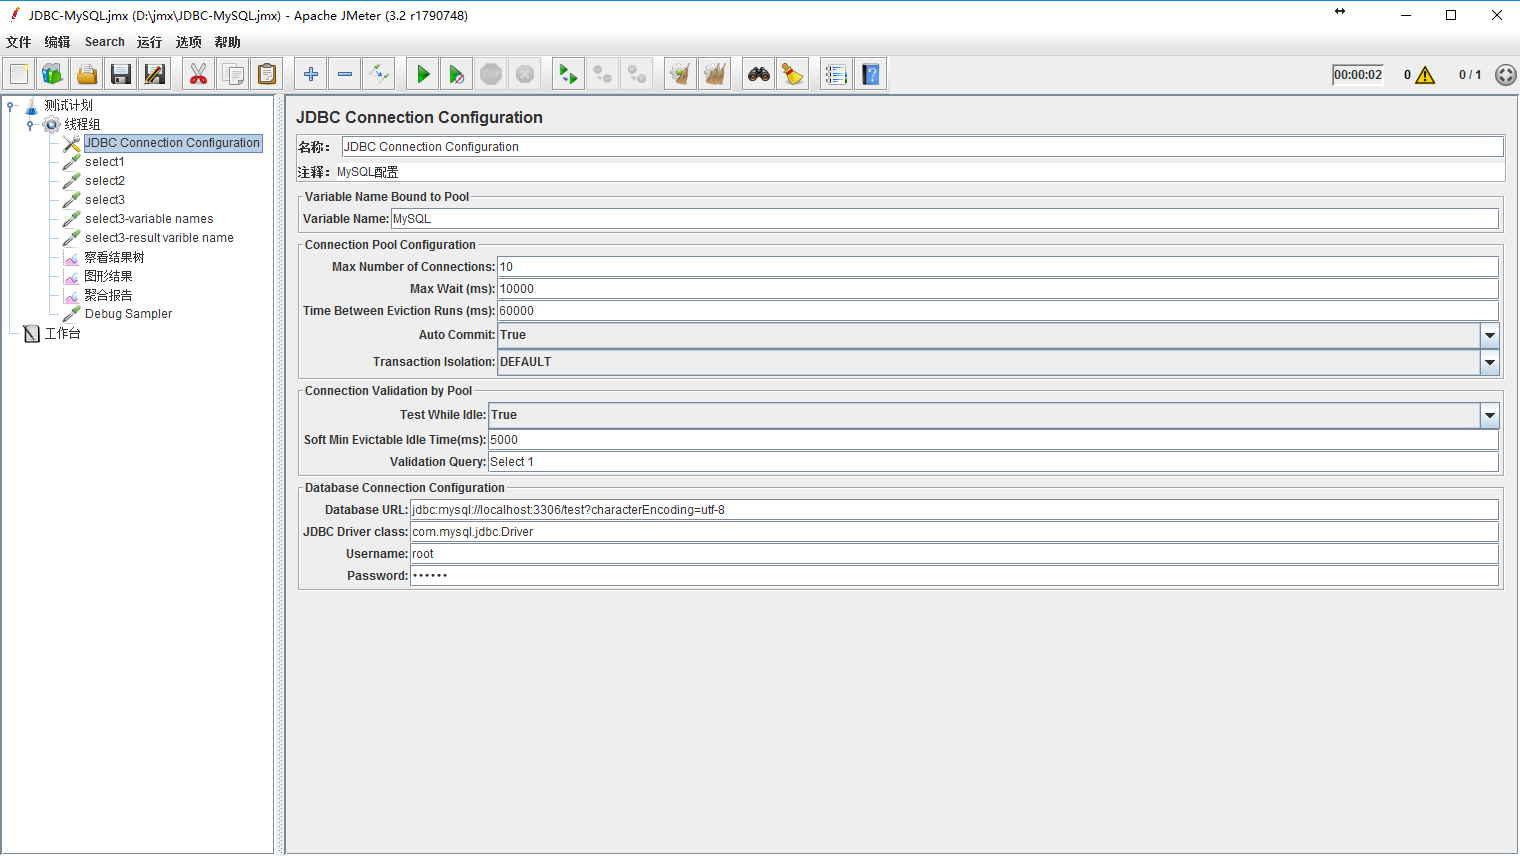 JDBC-MySQL.jmx (D:\jmx\JDBC-MySQL.jmx) - Apache JMeter (3.2 r1790748)
文件 编辑 Search 运行 选项 帮助
STOP
00:00:02 0 0 / 1
测试计划
线程组
JDBC Connection Configuration
select1
select2
select3
select3-variable names
select3-result varible name
察看结果树
图形结果
聚合报告
Debug Sampler
工作台
JDBC Connection Configuration
名称： JDBC Connection Configuration
注释： MySQL配置
Variable Name Bound to Pool
Variable Name: MySQL
Connection Pool Configuration
Max Number of Connections: 10
Max Wait (ms): 10000
Time Between Eviction Runs (ms): 60000
Auto Commit: True
Transaction Isolation: DEFAULT
Connection Validation by Pool
Test While Idle: True
Soft Min Evictable Idle Time(ms): 5000
Validation Query: Select 1
Database Connection Configuration
Database URL: jdbc:mysql://localhost:3306/test?characterEncoding=utf-8
JDBC Driver class: com.mysql.jdbc.Driver
Username: root
Password: ••••••